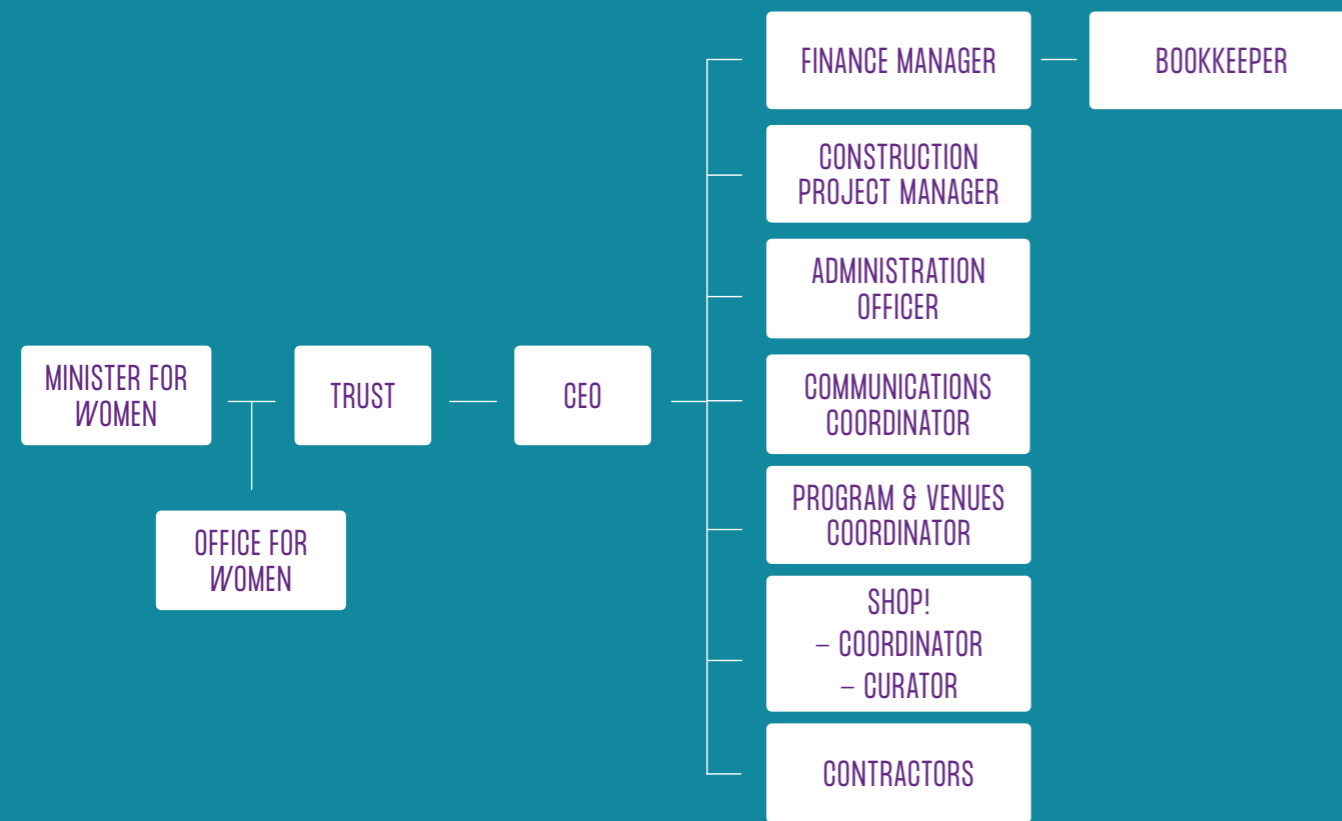 MINISTER FOR
WOMEN
OFFICE FOR
WOMEN
TRUST
CEO
FINANCE MANAGER
BOOKKEEPER
CONSTRUCTION
PROJECT MANAGER
ADMINISTRATION
OFFICER
COMMUNICATIONS
COORDINATOR
PROGRAM & VENUES
COORDINATOR
SHOP!
– COORDINATOR
– CURATOR
CONTRACTORS